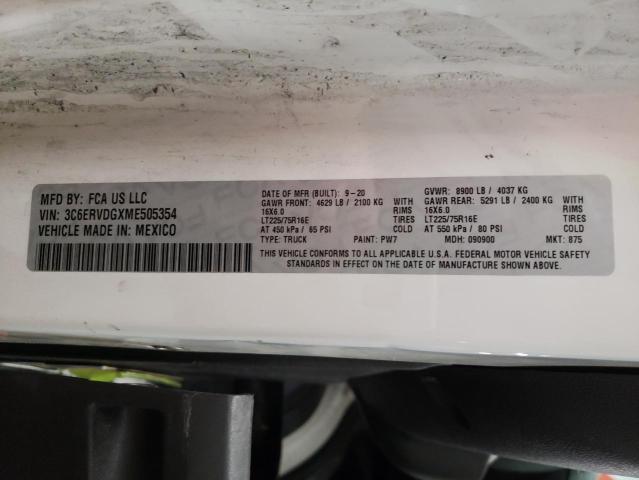 MFD BY: FCA US LLC
VIN: 3C6ERVDGXME505354
VEHICLE MADE IN: MEXICO
DATE OF MFR (BUILT): 9-20
GVWR: 8900 LB / 4037 KG
GAWR FRONT: 4629 LB / 2100 KG WITH
16X6.0 RIMS
LT225/75R16E TIRES
AT 450 kPa / 65 PSI COLD
GAWR REAR: 5291 LB / 2400 KG WITH
16X6.0 RIMS
LT225/75R16E TIRES
AT 550 kPa / 80 PSI COLD
TYPE: TRUCK PAINT: PW7 MDH: 090900 MKT: 875
THIS VEHICLE CONFORMS TO ALL APPLICABLE U.S.A. FEDERAL MOTOR VEHICLE SAFETY
STANDARDS IN EFFECT ON THE DATE OF MANUFACTURE SHOWN ABOVE.